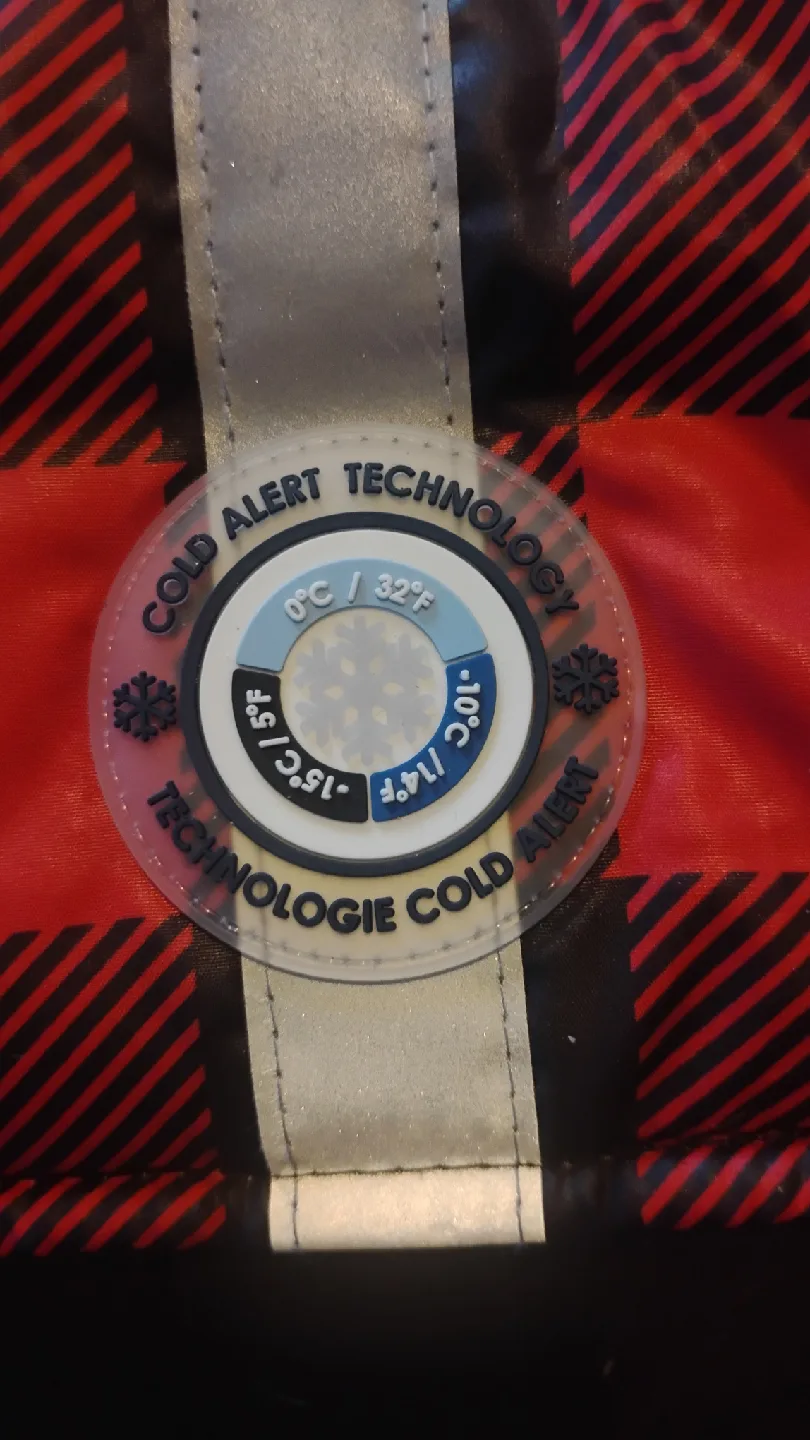 COLD ALERT TECHNOLOGY
0°C / 32°F
-10°C /14°F
-15°C / 5°F
TECHNOLOGIE COLD ALERT